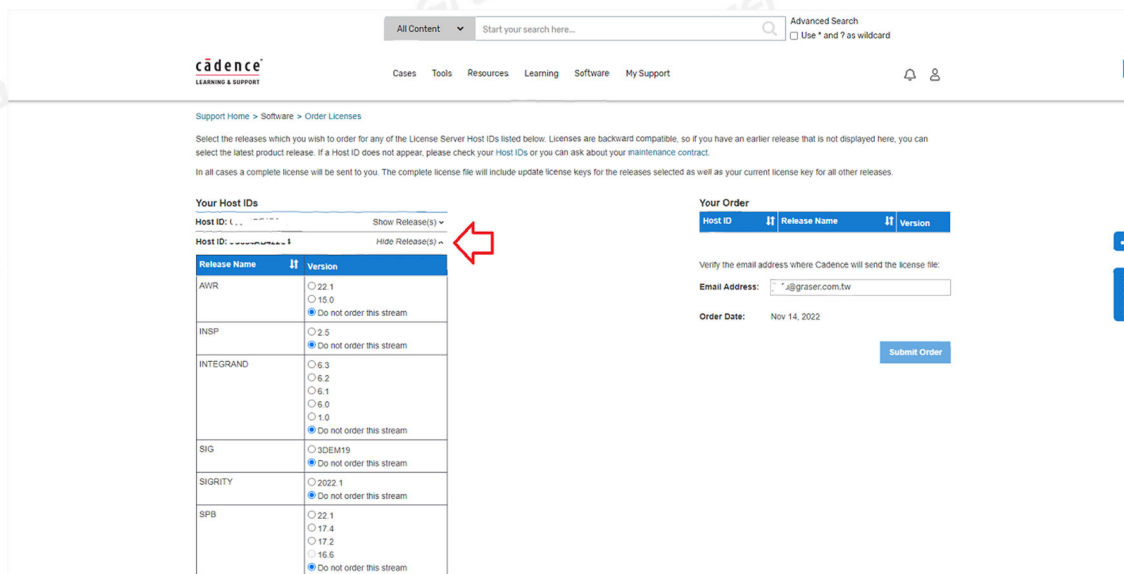 All Content
Start your search here...
Advanced Search
Use * and ? as wildcard
cādence
LEARNING & SUPPORT
Cases Tools Resources Learning Software My Support
Support Home > Software > Order Licenses
Select the releases which you wish to order for any of the License Server Host IDs listed below. Licenses are backward compatible, so if you have an earlier release that is not displayed here, you can
select the latest product release. If a Host ID does not appear, please check your Host IDs or you can ask about your maintenance contract.
In all cases a complete license will be sent to you. The complete license file will include update license keys for the releases selected as well as your current license key for all other releases.
Your Host IDs
Host ID: Show Release(s)
Host ID: Hide Release(s)
Release Name Version
AWR 22.1
15.0
Do not order this stream
INSP 2.5
Do not order this stream
INTEGRAND 6.3
6.2
6.1
6.0
1.0
Do not order this stream
SIG 3DEM19
Do not order this stream
SIGRITY 2022.1
Do not order this stream
SPB 22.1
17.4
17.2
16.6
Do not order this stream
Your Order
Host ID Release Name Version
Verify the email address where Cadence will send the license file:
Email Address: @graser.com.tw
Order Date: Nov 14, 2022
Submit Order